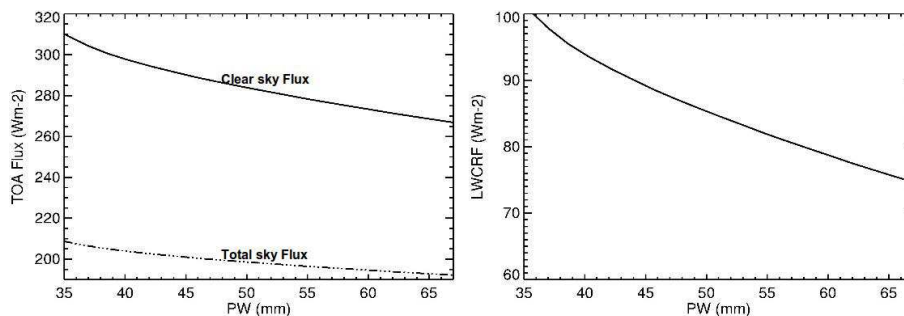 320
300
280
260
240
220
200
TOA Flux (Wm-2)
Clear sky Flux
Total sky Flux
35 40 45 50 55 60 65
PW (mm)
100
90
80
70
60
LWCRF (Wm-2)
35 40 45 50 55 60 65
PW (mm)